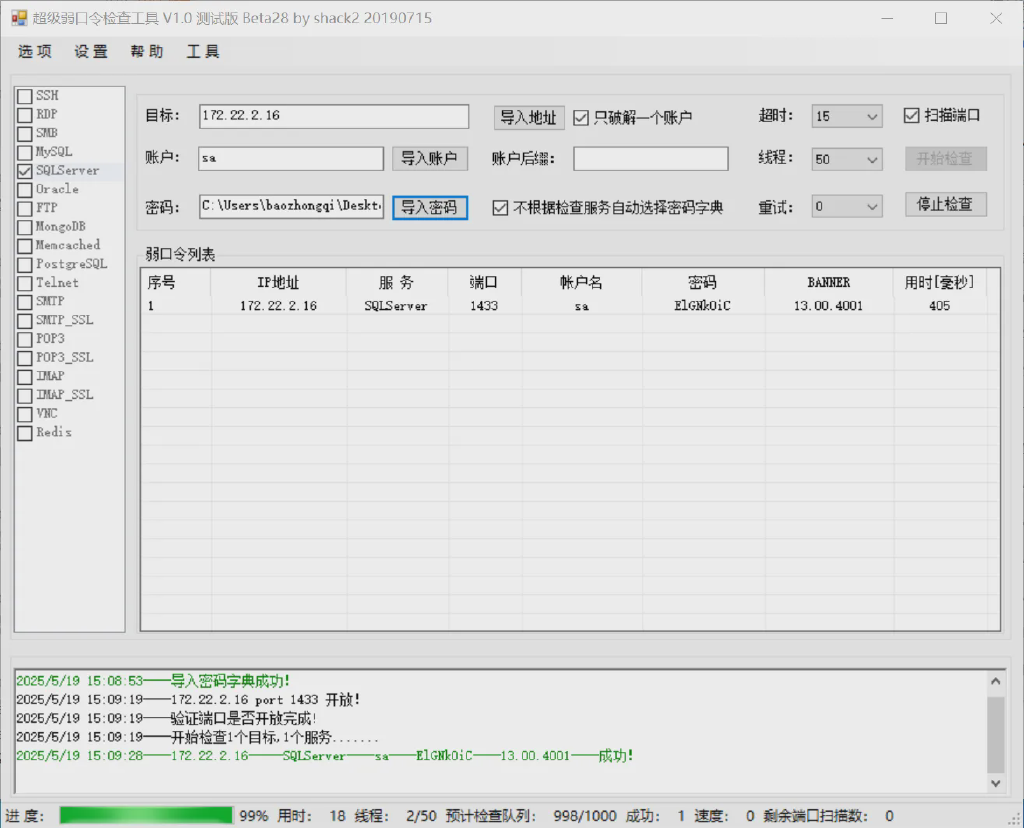 超级弱口令检查工具 V1.0 测试版 Beta28 by shack2 20190715
选项 设置 帮助 工具
SSH
RDP
SMB
MySQL
SQLServer
Oracle
FTP
MongoDB
Memcached
PostgreSQL
Telnet
SMTP
SMTP_SSL
POP3
POP3_SSL
IMAP
IMAP_SSL
VNC
Redis
目标: 172.22.2.16 导入地址 只破解一个账户 超时: 15 扫描端口
账户: sa 导入账户 账户后缀: 线程: 50 开始检查
密码: C:\Users\baozhongqi\Deskt 导入密码 不根据检查服务自动选择密码字典 重试: 0 停止检查
弱口令列表
序号 IP地址 服 务 端口 帐户名 密码 BANNER 用时[毫秒]
1 172.22.2.16 SQLServer 1433 sa ElGNkOiC 13.00.4001 405
2025/5/19 15:08:53——导入密码字典成功!
2025/5/19 15:09:19——172.22.2.16 port 1433 开放!
2025/5/19 15:09:19——验证端口是否开放完成!
2025/5/19 15:09:19——开始检查1个目标,1个服务.......
2025/5/19 15:09:28——172.22.2.16——SQLServer——sa——ElGNkOiC——13.00.4001——成功!
进度: 99% 用时: 18 线程: 2/50 预计检查队列: 998/1000 成功: 1 速度: 0 剩余端口扫描数: 0